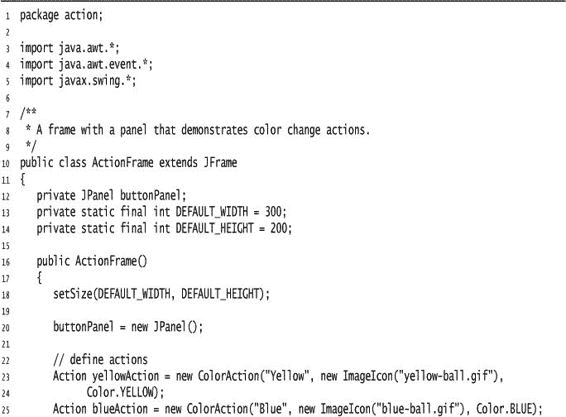 1 package action;
2
3 import java.awt.*;
4 import java.awt.event.*;
5 import javax.swing.*;
6
7 /**
8  * A frame with a panel that demonstrates color change actions.
9  */
10 public class ActionFrame extends JFrame
11 {
12    private JPanel buttonPanel;
13    private static final int DEFAULT_WIDTH = 300;
14    private static final int DEFAULT_HEIGHT = 200;
15
16    public ActionFrame()
17    {
18       setSize(DEFAULT_WIDTH, DEFAULT_HEIGHT);
19
20       buttonPanel = new JPanel();
21
22       // define actions
23       Action yellowAction = new ColorAction("Yellow", new ImageIcon("yellow-ball.gif"),
24             Color.YELLOW);
25       Action blueAction = new ColorAction("Blue", new ImageIcon("blue-ball.gif"), Color.BLUE);